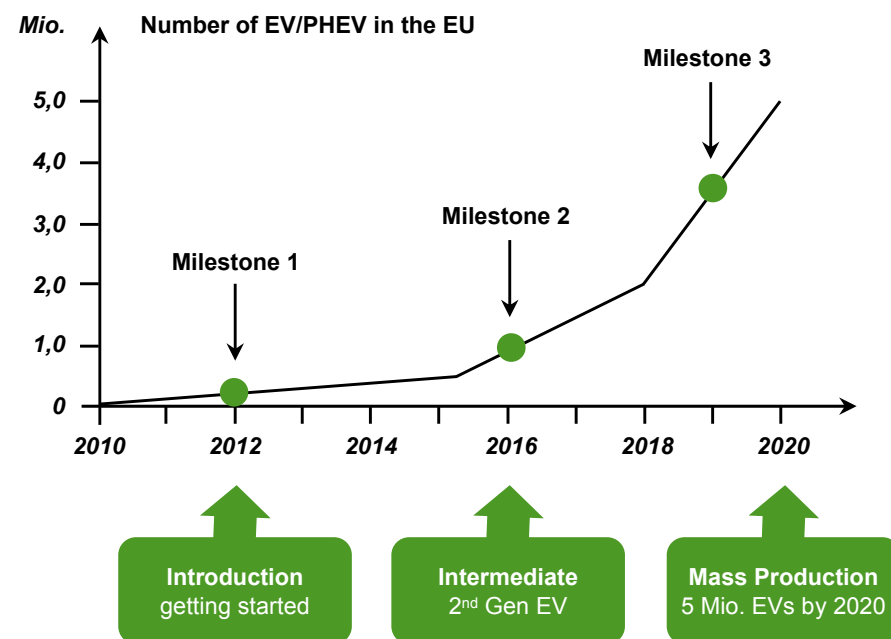 Mio.
Number of EV/PHEV in the EU
Milestone 3
5,0
4,0
Milestone 2
3,0
Milestone 1
2,0
1,0
0
2010 2012 2014 2016 2018 2020
Introduction
getting started
Intermediate
2nd Gen EV
Mass Production
5 Mio. EVs by 2020